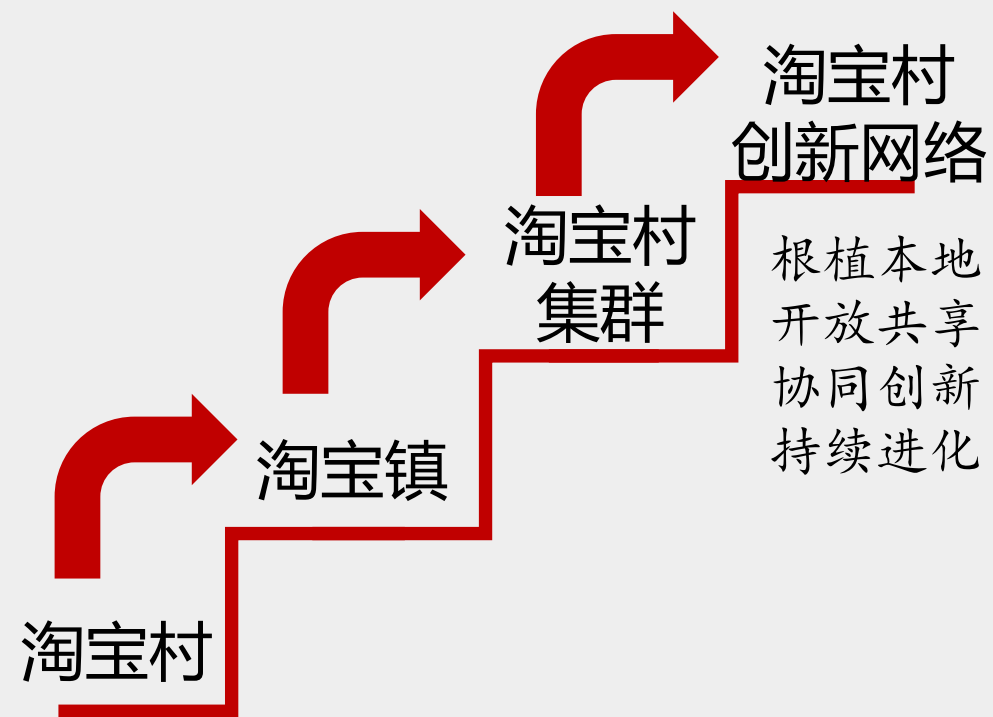 淘宝村
创新网络
根植本地
开放共享
协同创新
持续进化
淘宝村
集群
淘宝镇
淘宝村